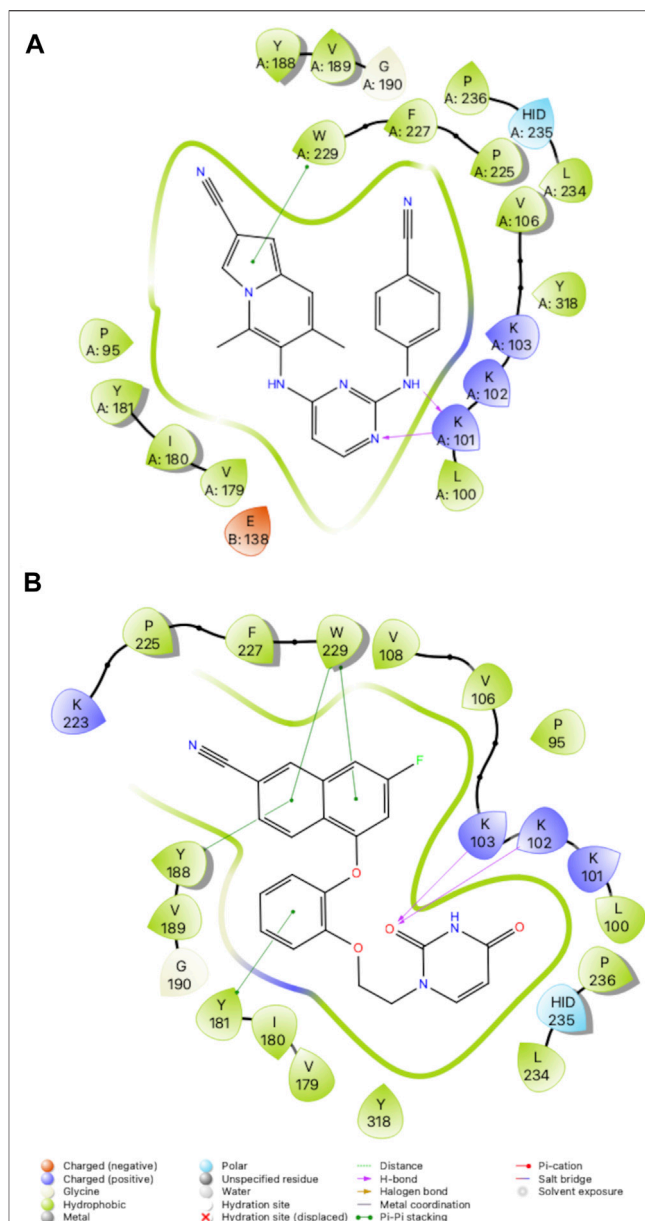 A
Y
A: 188
V
A: 189
G
A: 190
P
A: 236
HID
A: 235
W
A: 229
F
A: 227
P
A: 225
L
A: 234
V
A: 106
N
N
N
Y
A: 318
P
A: 95
K
A: 103
HN
N
NH
K
A: 102
Y
A: 181
N
K
A: 101
I
A: 180
V
A: 179
L
A: 100
E
B: 138
B
P
225
F
227
W
229
V
108
K
223
V
106
P
95
N
F
Y
188
K
103
K
102
K
101
O
V
189
L
100
O
NH
O
G
190
O
P
236
N
HID
235
Y
181
I
180
L
234
V
179
Y
318
Charged (negative)
Charged (positive)
Glycine
Hydrophobic
Metal
Polar
Unspecified residue
Water
Hydration site
Hydration site (displaced)
Distance
H-bond
Halogen bond
Metal coordination
Pi-Pi stacking
Pi-cation
Salt bridge
Solvent exposure